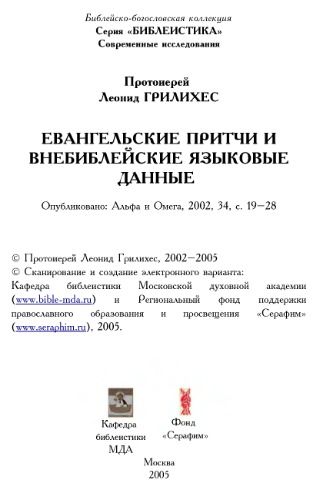 Библейско-богословская коллекция
Серия «БИБЛЕИСТИКА»
Современные исследования
Протоиерей
Леонид ГРИЛИХЕС
ЕВАНГЕЛЬСКИЕ ПРИТЧИ И
ВНЕБИБЛЕЙСКИЕ ЯЗЫКОВЫЕ
ДАННЫЕ
Опубликовано: Альфа и Омега, 2002, 34, с. 19–28
© Протоиерей Леонид Грилихес, 2002–2005
© Сканирование и создание электронного варианта:
Кафедра библеистики Московской духовной академии
(www.bible-mda.ru) и Региональный фонд поддержки
православного образования и просвещения «Серафим»
(www.seraphim.ru), 2005.
Кафедра
библеистики
МДА
Фонд
«Серафим»
Москва
2005